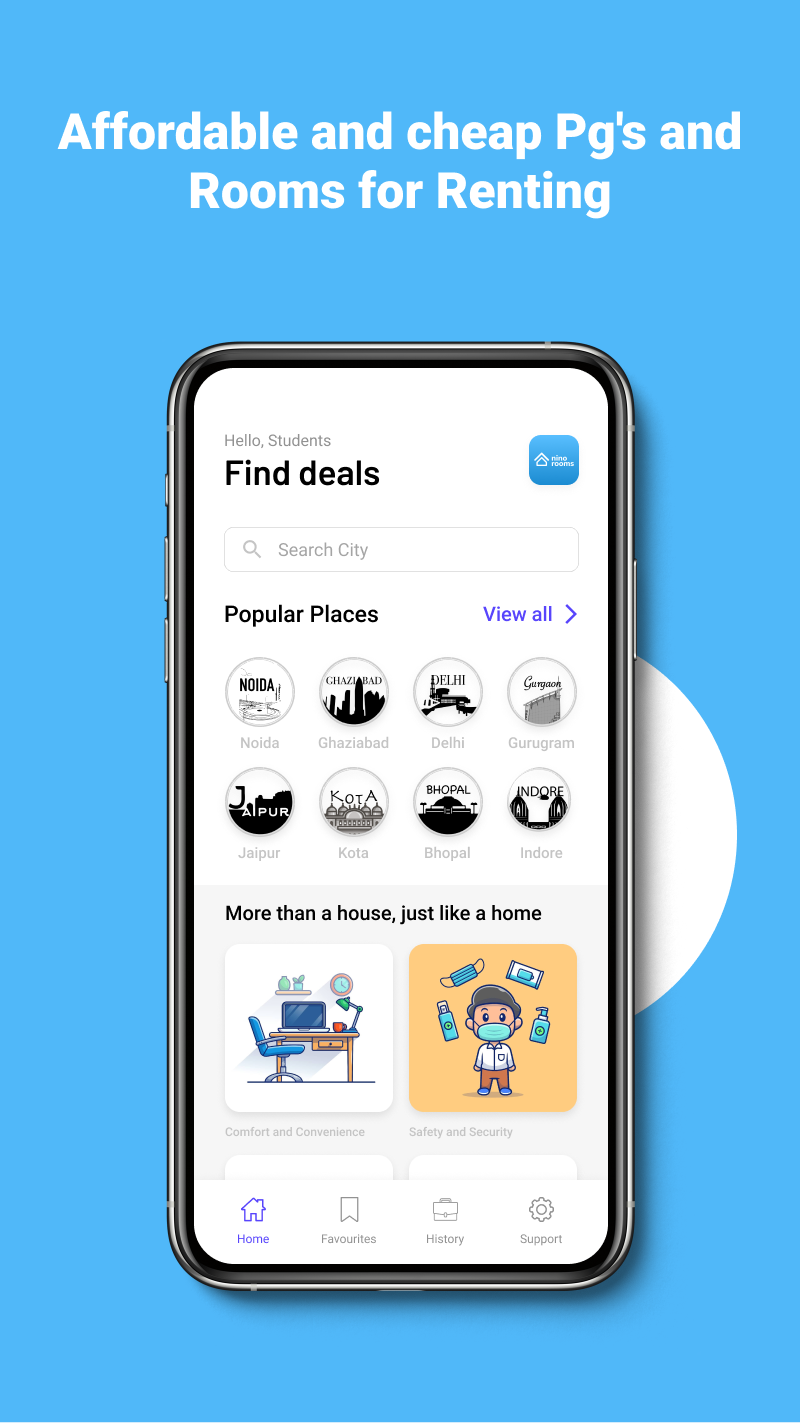 Affordable and cheap Pg's and
Rooms for Renting
Hello, Students
Find deals
nino
rooms
Search City
Popular Places
View all
NOIDA
GHAZIABAD
DELHI
Gurgaon
Noida
Ghaziabad
Delhi
Gurugram
JAIPUR
KOTA
BHOPAL
INDORE
Jaipur
Kota
Bhopal
Indore
More than a house, just like a home
Comfort and Convenience
Safety and Security
Home
Favourites
History
Support